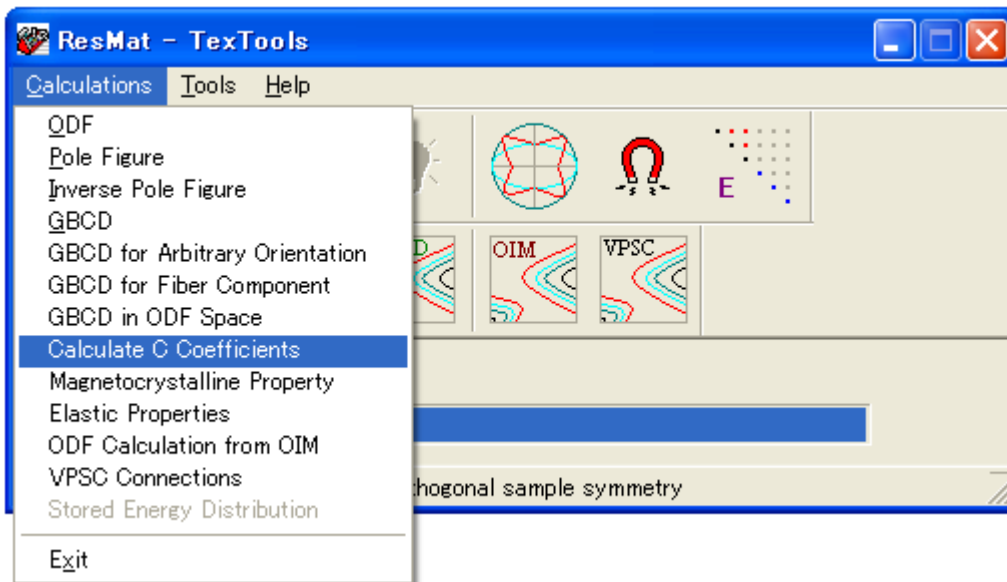 ResMat - TexTools
Calculations Tools Help
ODF
Pole Figure
Inverse Pole Figure
GBCD
GBCD for Arbitrary Orientation
GBCD for Fiber Component
GBCD in ODF Space
Calculate C Coefficients
Magnetocrystalline Property
Elastic Properties
ODF Calculation from OIM
VPSC Connections
Stored Energy Distribution
Exit
E
D OIM VPSC
thogonal sample symmetry